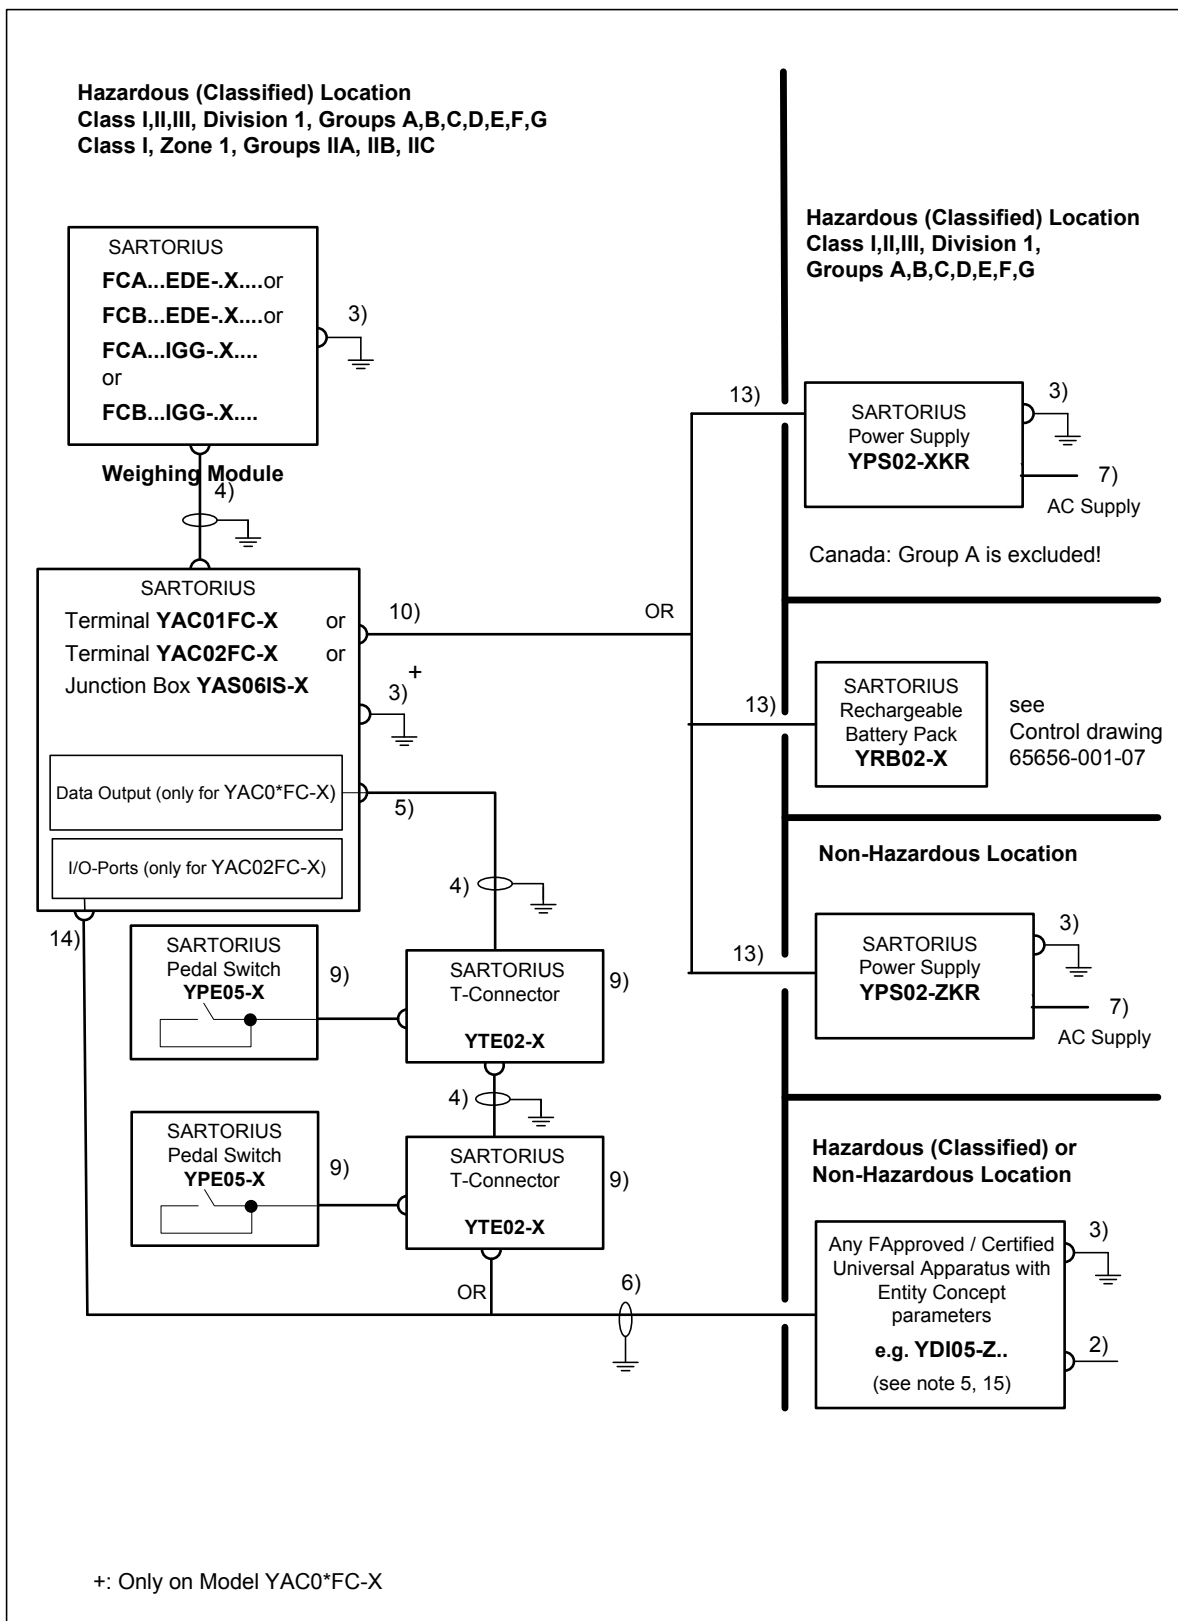 Hazardous (Classified) Location
Class I,II,III, Division 1, Groups A,B,C,D,E,F,G
Class I, Zone 1, Groups IIA, IIB, IIC
SARTORIUS
FCA...EDE-.X....or
FCB...EDE-.X....or
FCA...IGG-.X....
or
FCB...IGG-.X....
3)
Weighing Module
4)
SARTORIUS
Terminal YAC01FC-X or
Terminal YAC02FC-X or
Junction Box YAS06IS-X
10)
OR
3)
+
Data Output (only for YAC0*FC-X)
5)
I/O-Ports (only for YAC02FC-X)
14)
4)
SARTORIUS
Pedal Switch
YPE05-X
9)
SARTORIUS
T-Connector
YTE02-X
9)
4)
SARTORIUS
Pedal Switch
YPE05-X
9)
SARTORIUS
T-Connector
YTE02-X
9)
OR
6)
Hazardous (Classified) Location
Class I,II,III, Division 1,
Groups A,B,C,D,E,F,G
13)
SARTORIUS
Power Supply
YPS02-XKR
3)
7)
AC Supply
Canada: Group A is excluded!
13)
SARTORIUS
Rechargeable
Battery Pack
YRB02-X
see
Control drawing
65656-001-07
Non-Hazardous Location
13)
SARTORIUS
Power Supply
YPS02-ZKR
3)
7)
AC Supply
Hazardous (Classified) or
Non-Hazardous Location
Any FApproved / Certified
Universal Apparatus with
Entity Concept
parameters
e.g. YDI05-Z..
(see note 5, 15)
3)
2)
+: Only on Model YAC0*FC-X